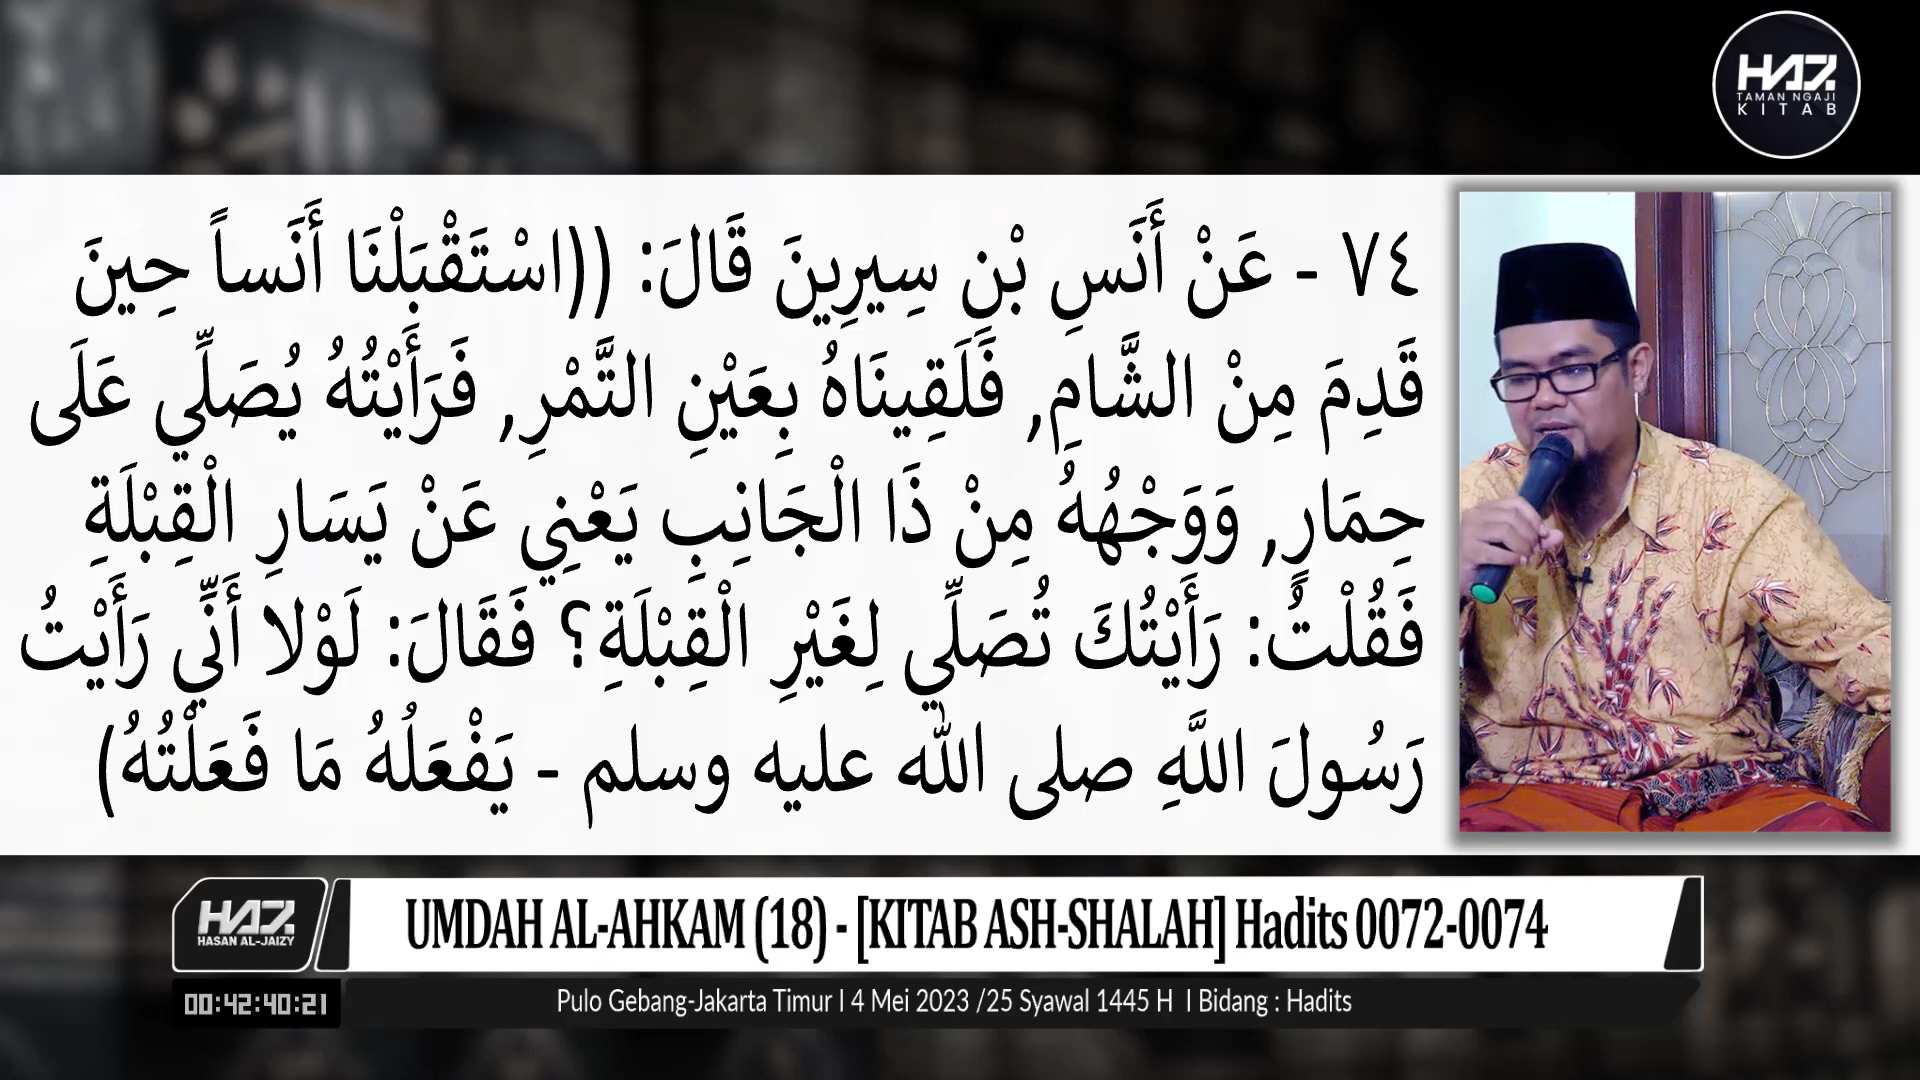 HAZ
TAMAN NGAJI
KITAB
٧٤ - عَنْ أَنَسِ بْنِ سِيرِينَ قَالَ: ((اسْتَقْبَلْنَا أَنَساً حِينَ
قَدِمَ مِنْ الشَّامِ, فَلَقِينَاهُ بِعَيْنِ التَّمْرِ, فَرَأَيْتُهُ يُصَلِّي عَلَى
حِمَارٍ, وَوَجْهُهُ مِنْ ذَا الْجَانِبِ يَعْنِي عَنْ يَسَارِ الْقِبْلَةِ
فَقُلْتُ: رَأَيْتُكَ تُصَلِّي لِغَيْرِ الْقِبْلَةِ؟ فَقَالَ: لَوْلا أَنِّي رَأَيْتُ
رَسُولَ اللَّهِ صلى الله عليه وسلم - يَفْعَلُهُ مَا فَعَلْتُهُ)
HAZ
HASAN AL-JAIZY
UMDAH AL-AHKAM (18) - [KITAB ASH-SHALAH] Hadits 0072-0074
00:42:40:21
Pulo Gebang-Jakarta Timur I 4 Mei 2023 /25 Syawal 1445 H I Bidang : Hadits